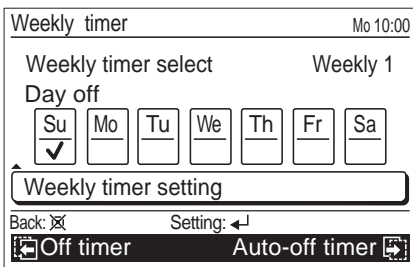 Weekly timer Mo 10:00
Weekly timer select Weekly 1
Day off
Su Mo Tu We Th Fr Sa
Weekly timer setting
Back: Setting:
Off timer Auto-off timer